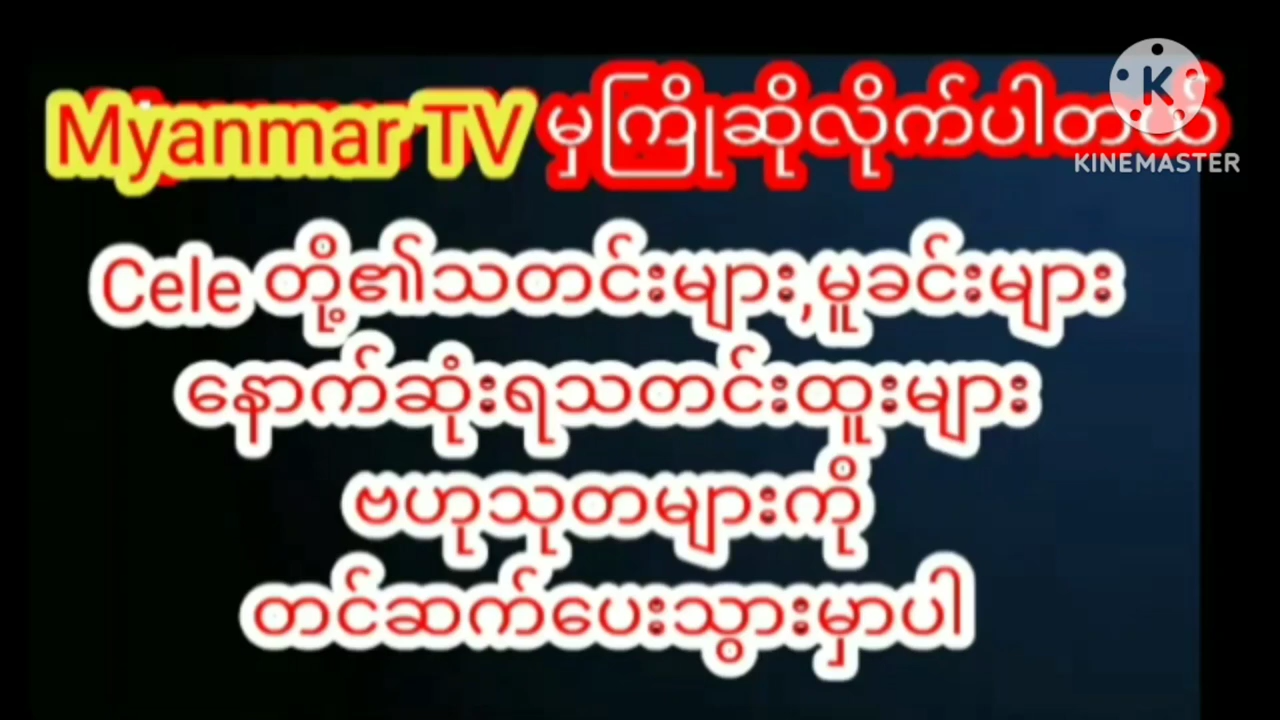 Myanmar TV မှကြိုဆိုလိုက်ပါတယ်
K
KINEMASTER
Cele တို့၏သတင်းများ,မှုခင်းများ
နောက်ဆုံးရသတင်းထူးများ
ဗဟုသုတများကို
တင်ဆက်ပေးသွားမှာပါ